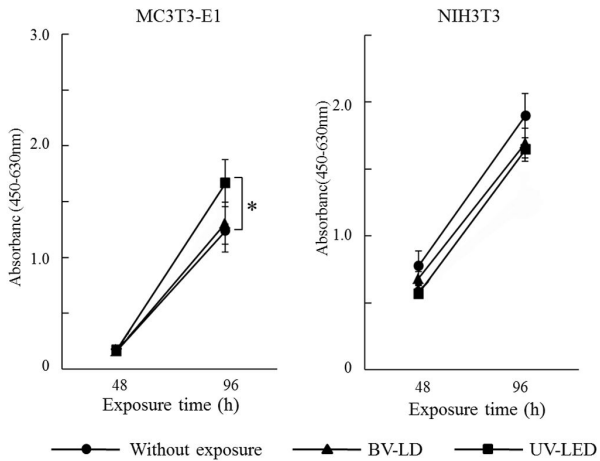 MC3T3-E1
3.0
2.0
1.0
0
Absorbanc (450-630nm)
*
48
96
Exposure time (h)
NIH3T3
2.0
1.0
0
Absorbanc(450-630nm)
48
96
Exposure time (h)
Without exposure
BV-LD
UV-LED